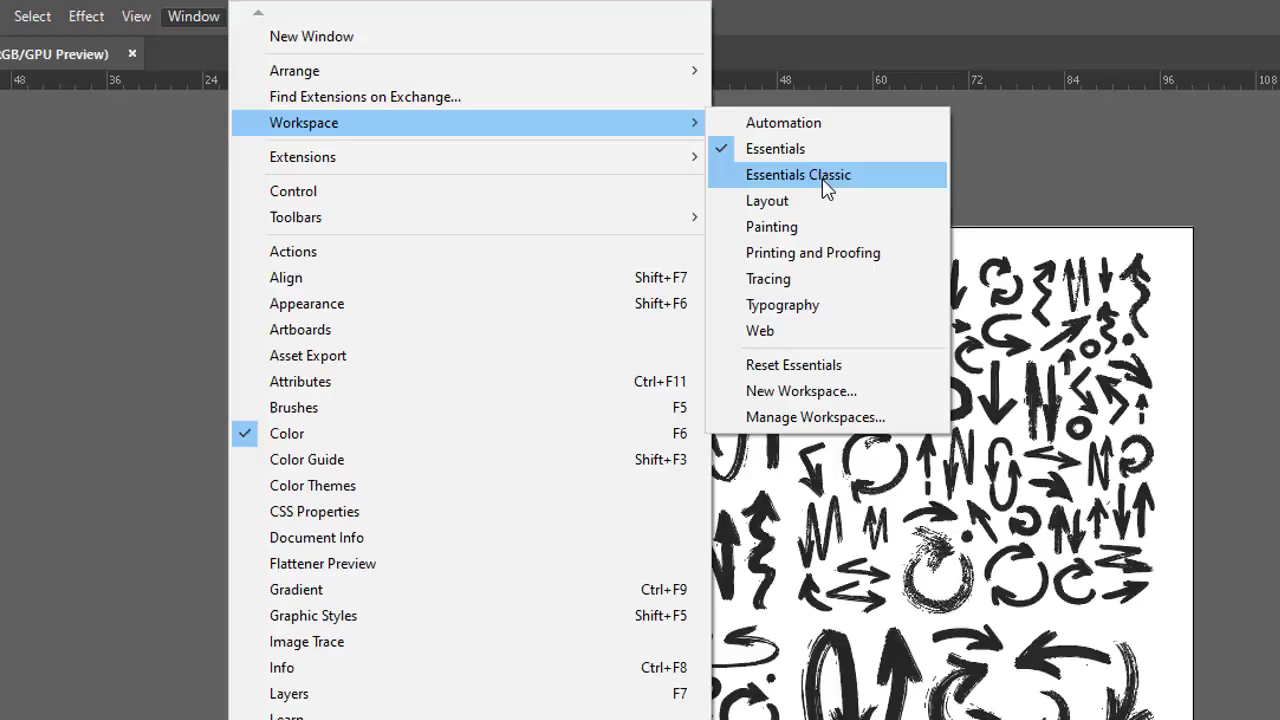 Select Effect View Window
RGB/GPU Preview) ×
48 36 24 48 60 72 84 96 108
New Window
Arrange
Find Extensions on Exchange...
Workspace
Extensions
Control
Toolbars
Actions
Align Shift+F7
Appearance Shift+F6
Artboards
Asset Export
Attributes Ctrl+F11
Brushes F5
Color F6
Color Guide Shift+F3
Color Themes
CSS Properties
Document Info
Flattener Preview
Gradient Ctrl+F9
Graphic Styles Shift+F5
Image Trace
Info Ctrl+F8
Layers F7
Learn
Automation
Essentials
Essentials Classic
Layout
Painting
Printing and Proofing
Tracing
Typography
Web
Reset Essentials
New Workspace...
Manage Workspaces...